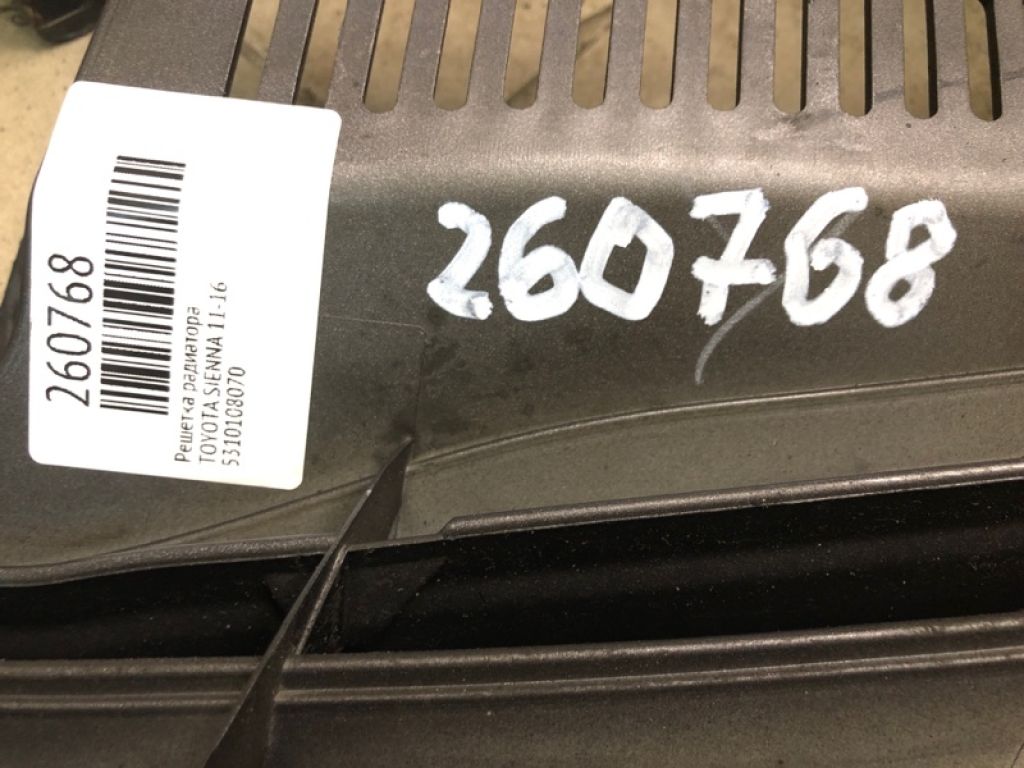 260768
Решетка радиатора
TOYOTA SIENNA 11-16
5310108070
260768